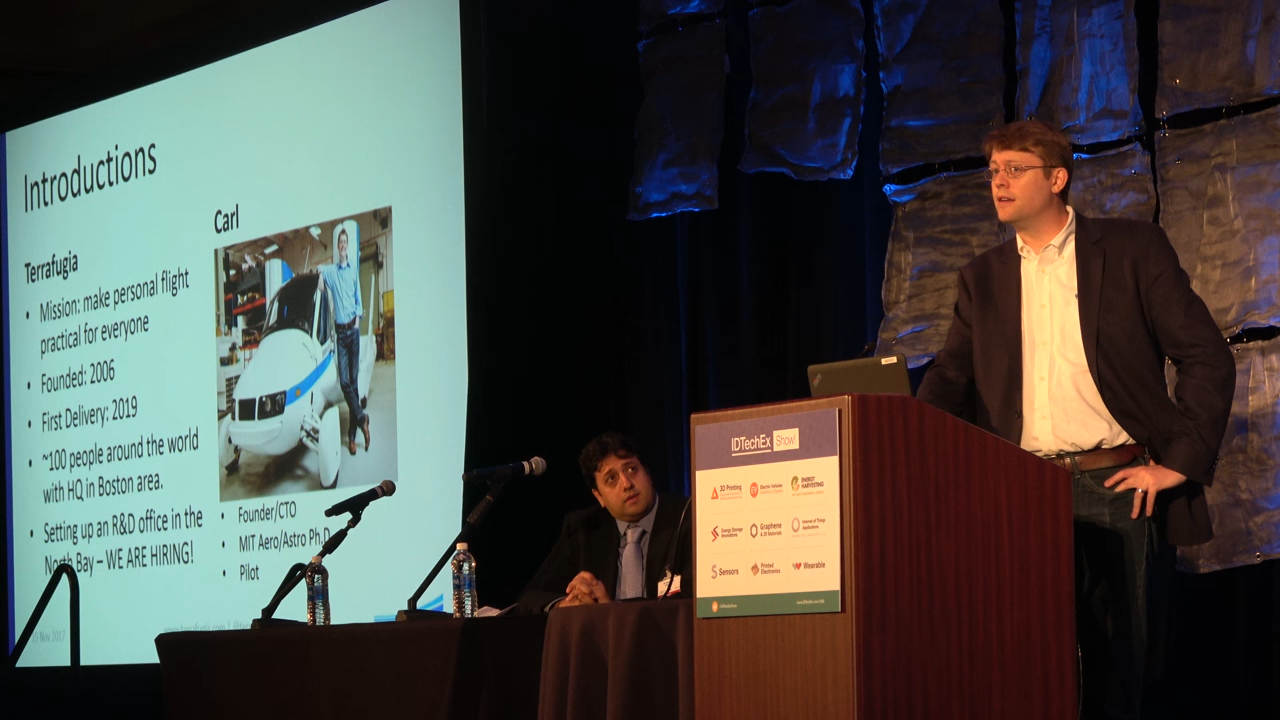 Introductions
Terrafugia
• Mission: make personal flight
practical for everyone
• Founded: 2006
• First Delivery: 2019
• ~100 people around the world
with HQ in Boston area.
• Setting up an R&D office in the
North Bay – WE ARE HIRING!
15 Nov 2017
Carl
• Founder/CTO
• MIT Aero/Astro Ph.D
• Pilot
IDTechEx Show!
3D Printing
Electric Vehicles
ENERGY
HARVESTING
Energy Storage
Innovations
Graphene
& 2D Materials
Internet of Things
Applications
Sensors
Printed
Electronics
Wearable